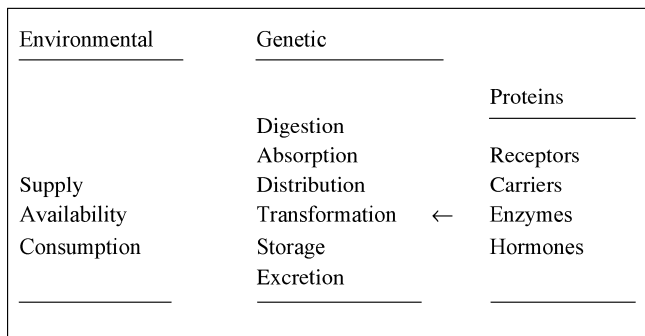 Environmental Genetic
Proteins
Digestion
Absorption Receptors
Supply Distribution Carriers
Availability Transformation ← Enzymes
Consumption Storage Hormones
Excretion